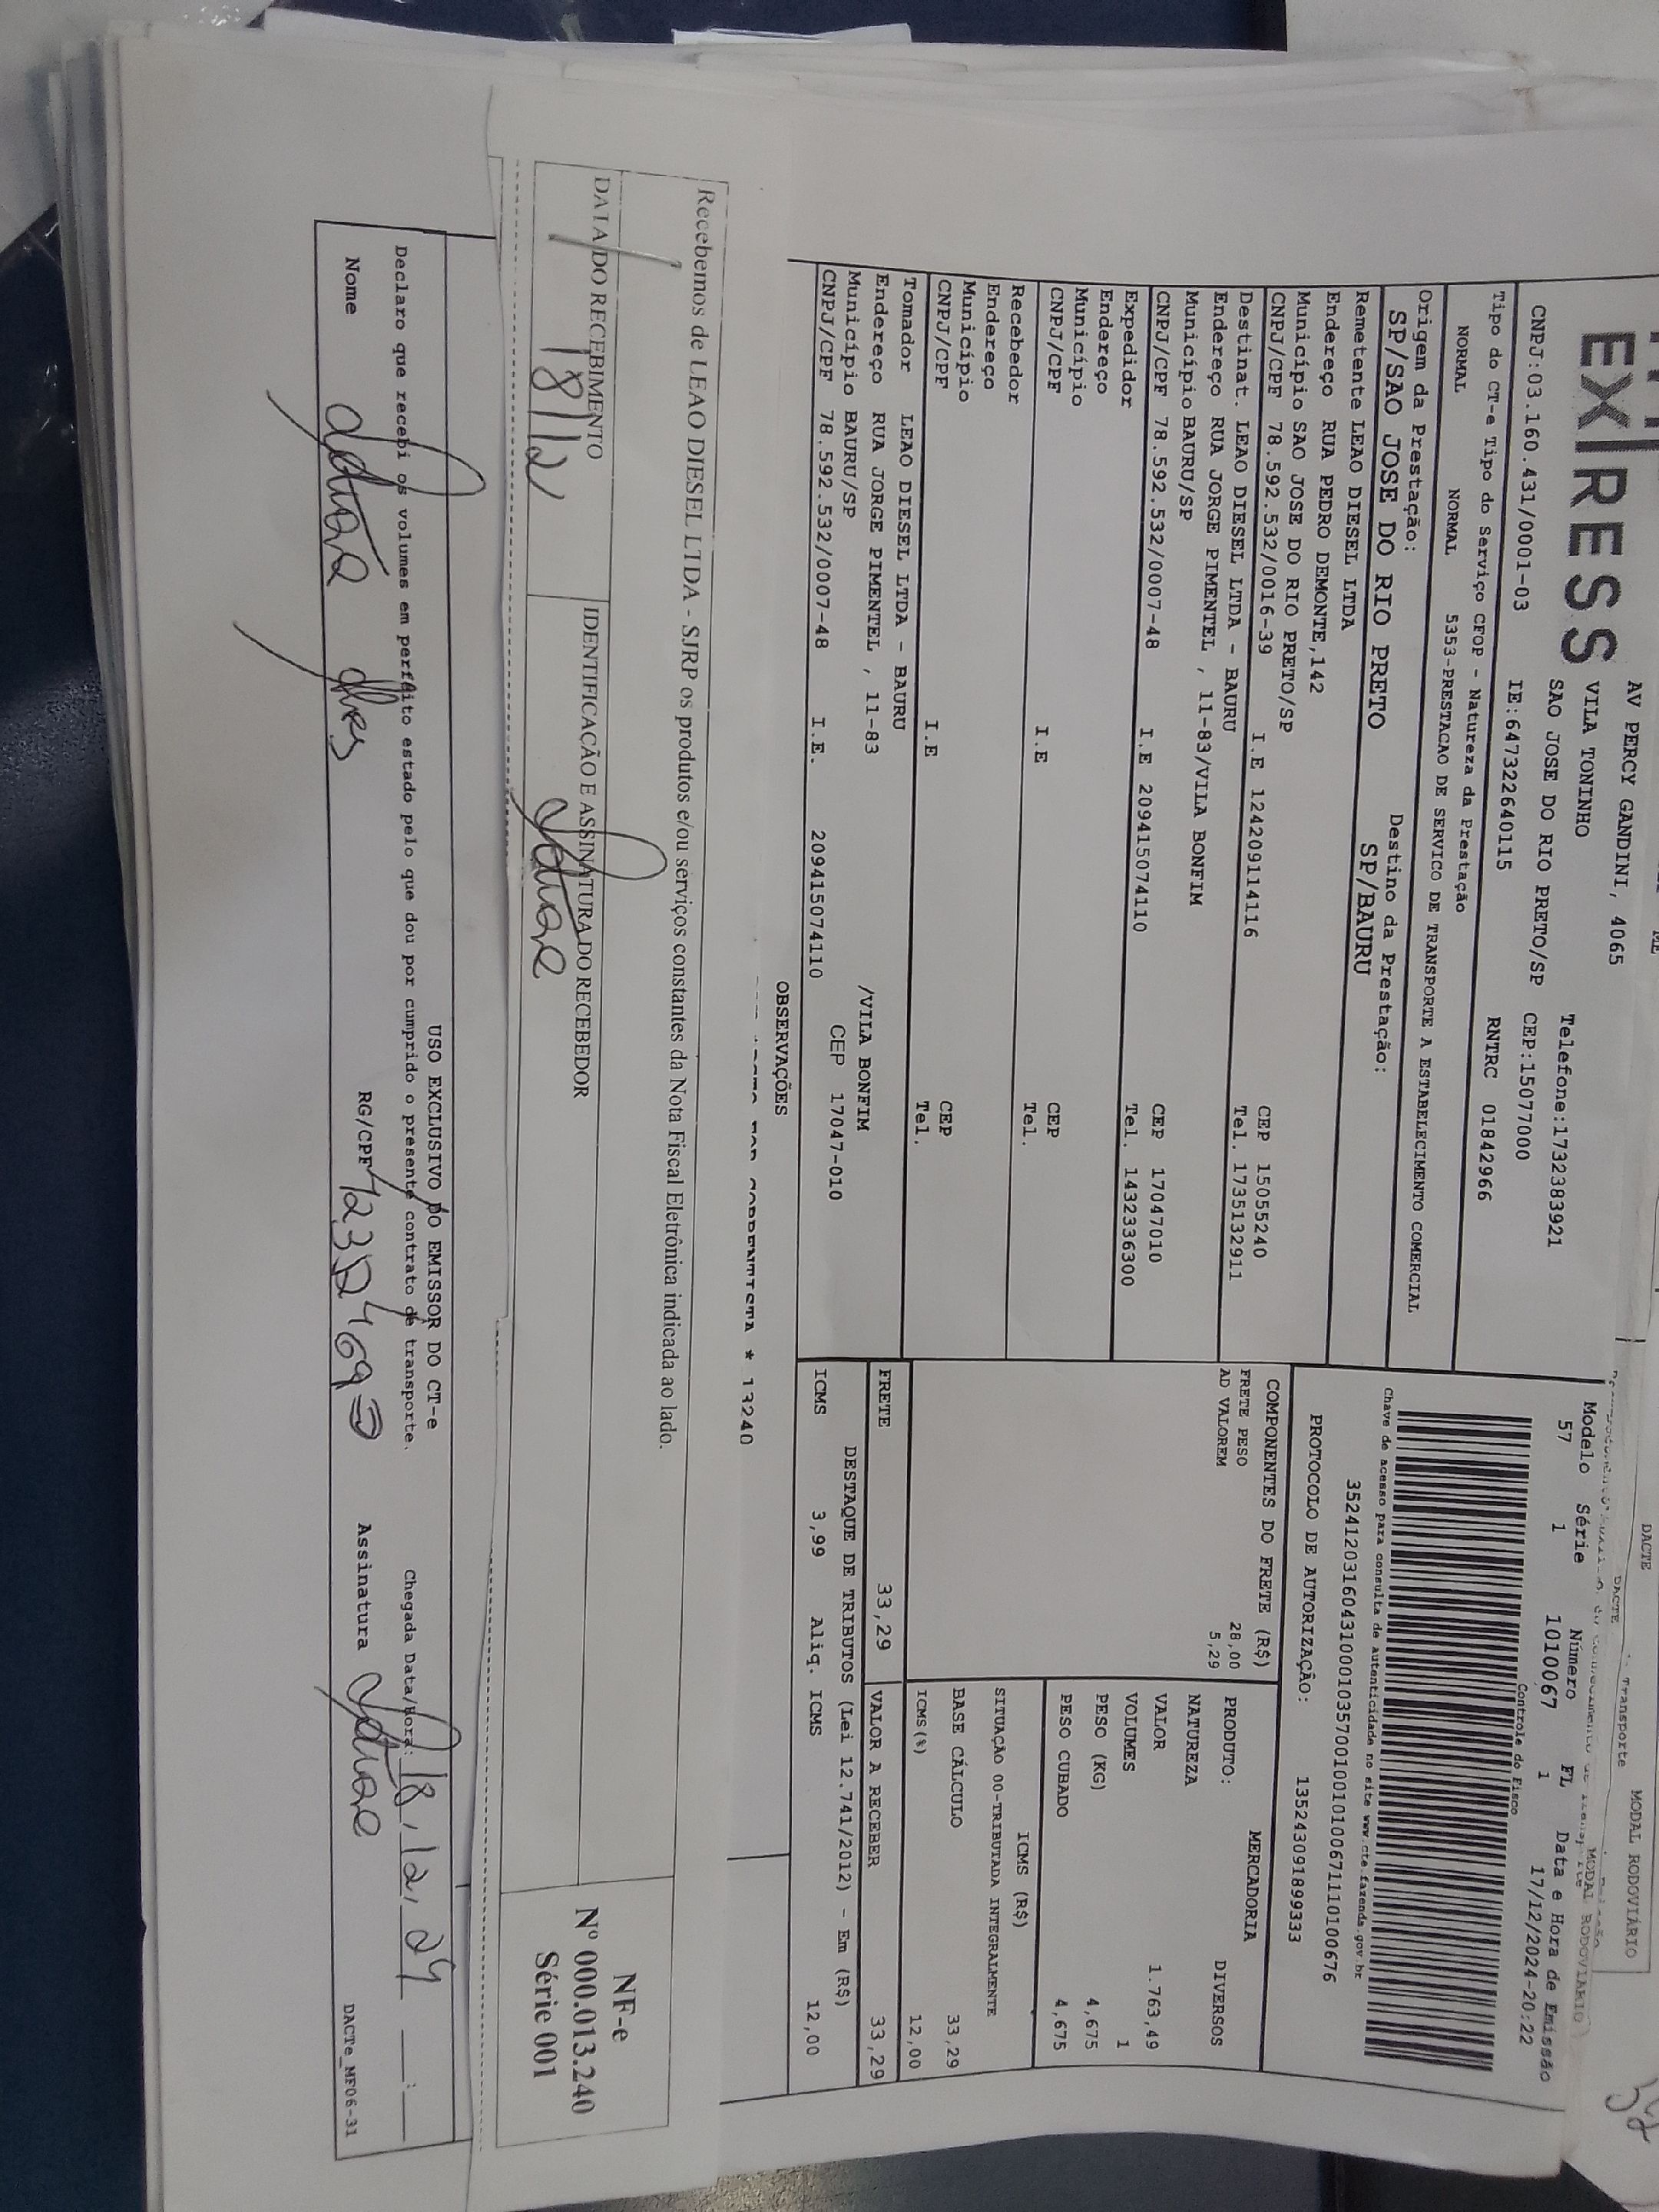 DACTE
MODAL RODOVIÁRIO
EXPRESS
AV PERCY GANDINI, 4065
VILA TONINHO
Telefone:1732383921
SAO JOSE DO RIO PRETO/SP CEP:15077000
CNPJ:03.160.431/0001-03 IE:647322640115
RNTRC 01842966
Modelo Série Número FL Data e Hora de Emissão
57 1 1010067 1 17/12/2024-20:22
Controle do Fisco
Tipo do CT-e Tipo do Serviço CFOP - Natureza da Prestação
NORMAL NORMAL 5353-PRESTACAO DE SERVICO DE TRANSPORTE A ESTABELECIMENTO COMERCIAL
Chave de acesso para consulta de autenticidade no site www.cte.fazenda.gov.br
35241203160431000103570010010100671110100676
PROTOCOLO DE AUTORIZAÇÃO: 135243091899333
Origem da Prestação: Destino da Prestação:
SP/SAO JOSE DO RIO PRETO SP/BAURU
Remetente LEAO DIESEL LTDA
Endereço RUA PEDRO DEMONTE,142
Município SAO JOSE DO RIO PRETO/SP CEP 15055240
CNPJ/CPF 78.592.532/0016-39 I.E 124209114116 Tel. 1735132911
Destinat. LEAO DIESEL LTDA - BAURU
Endereço RUA JORGE PIMENTEL , 11-83/VILA BONFIM
Município BAURU/SP CEP 17047010
CNPJ/CPF 78.592.532/0007-48 I.E 209415074110 Tel. 1432336300
Expedidor
Endereço
Município CEP
CNPJ/CPF I.E Tel.
Recebedor
Endereço
Município CEP
CNPJ/CPF I.E Tel.
Tomador LEAO DIESEL LTDA - BAURU
Endereço RUA JORGE PIMENTEL , 11-83 /VILA BONFIM
Município BAURU/SP CEP 17047-010
CNPJ/CPF 78.592.532/0007-48 I.E. 209415074110
COMPONENTES DO FRETE (R$)
FRETE PESO 28,00
AD VALOREM 5,29
MERCADORIA
PRODUTO: DIVERSOS
NATUREZA
VALOR 1.763,49
VOLUMES 1
PESO (KG) 4,675
PESO CUBADO 4,675
ICMS (R$)
SITUAÇÃO 00-TRIBUTADA INTEGRALMENTE
BASE CÁLCULO 33,29
ICMS(%) 12,00
FRETE 33,29 VALOR A RECEBER 33,29
DESTAQUE DE TRIBUTOS (Lei 12.741/2012) - Em (R$)
ICMS 3,99 Aliq. ICMS 12,00
OBSERVAÇÕES
CORRENTISTA * 13240
Recebemos de LEAO DIESEL LTDA - SJRP os produtos e/ou serviços constantes da Nota Fiscal Eletrônica indicada ao lado.
DATA DO RECEBIMENTO IDENTIFICAÇÃO E ASSINATURA DO RECEBEDOR
18/12
NF-e
Nº 000.013.240
Série 001
USO EXCLUSIVO DO EMISSOR DO CT-e
Declaro que recebi os volumes em perfeito estado pelo que dou por cumprido o presente contrato de transporte. Chegada Data/Hora: 18/12/24
Nome RG/CPF Assinatura
DACTe_MF06-31